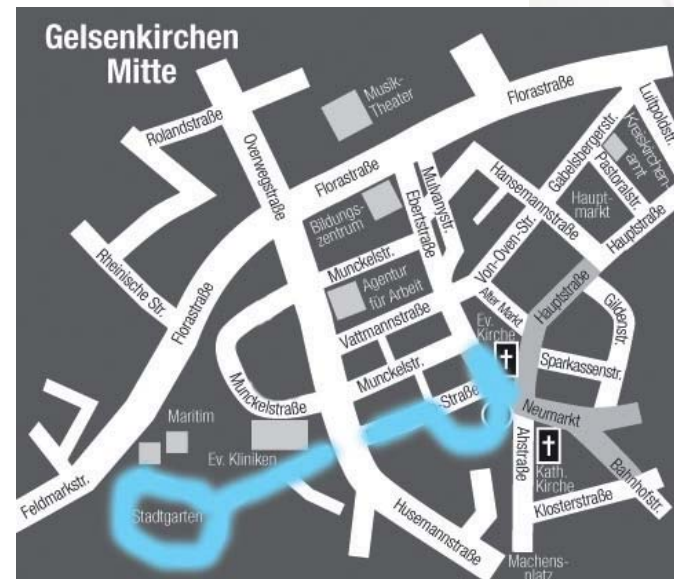 Gelsenkirchen
Mitte
Musik-
Theater
Florastraße
Luitpoldstr.
Rolandstraße
Overwegstraße
Gabelsbergerstr.
Kreiskirchen-
amt
Pastoralstr.
Florastraße
Mulvanystr.
Hansemannstraße
Haupt-
markt
Bildungs-
zentrum
Ebertstraße
Hauptstraße
Von-Oven-Str.
Munckelstr.
Rheinische Str.
Agentur
für Arbeit
Florastraße
Alter Markt
Hauptstraße
Gildenstr.
Vattmannstraße
Ev.
Kirche
Sparkassenstr.
Munckelstr.
Munckelstraße
-Straße
Neumarkt
Maritim
Ahstraße
Ev. Kliniken
Kath.
Kirche
Bahnhofstr.
Feldmarkstr.
Stadtgarten
Husemannstraße
Klosterstraße
Machens-
platz